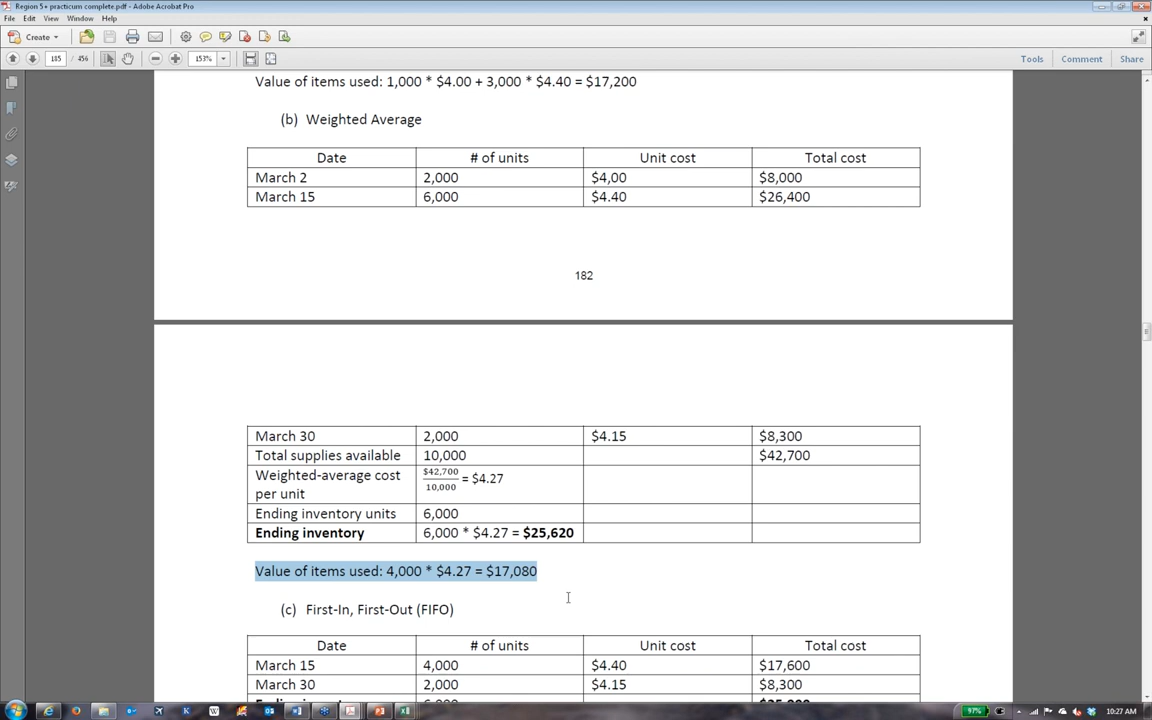 Region 5+ practicum complete.pdf - Adobe Acrobat Pro
File Edit View Window Help
Create
185 / 456 153% Tools Comment Share
Value of items used: 1,000 * $4.00 + 3,000 * $4.40 = $17,200
(b) Weighted Average
Date # of units Unit cost Total cost
March 2 2,000 $4,00 $8,000
March 15 6,000 $4.40 $26,400
182
March 30 2,000 $4.15 $8,300
Total supplies available 10,000 $42,700
Weighted-average cost per unit $42,700 / 10,000 = $4.27
Ending inventory units 6,000
Ending inventory 6,000 * $4.27 = $25,620
Value of items used: 4,000 * $4.27 = $17,080
(c) First-In, First-Out (FIFO)
Date # of units Unit cost Total cost
March 15 4,000 $4.40 $17,600
March 30 2,000 $4.15 $8,300
97% 10:27 AM